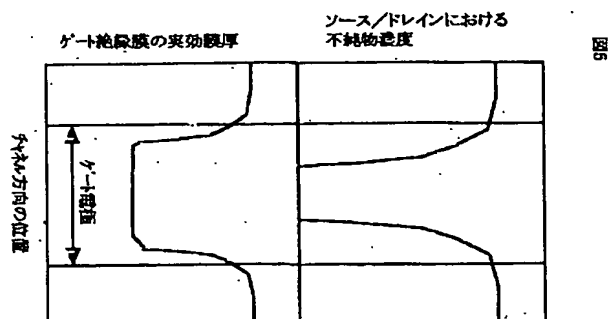 図5
ソース/ドレインにおける
不純物濃度
ゲート絶縁膜の実効膜厚
ゲート電極
チャネル方向の位置